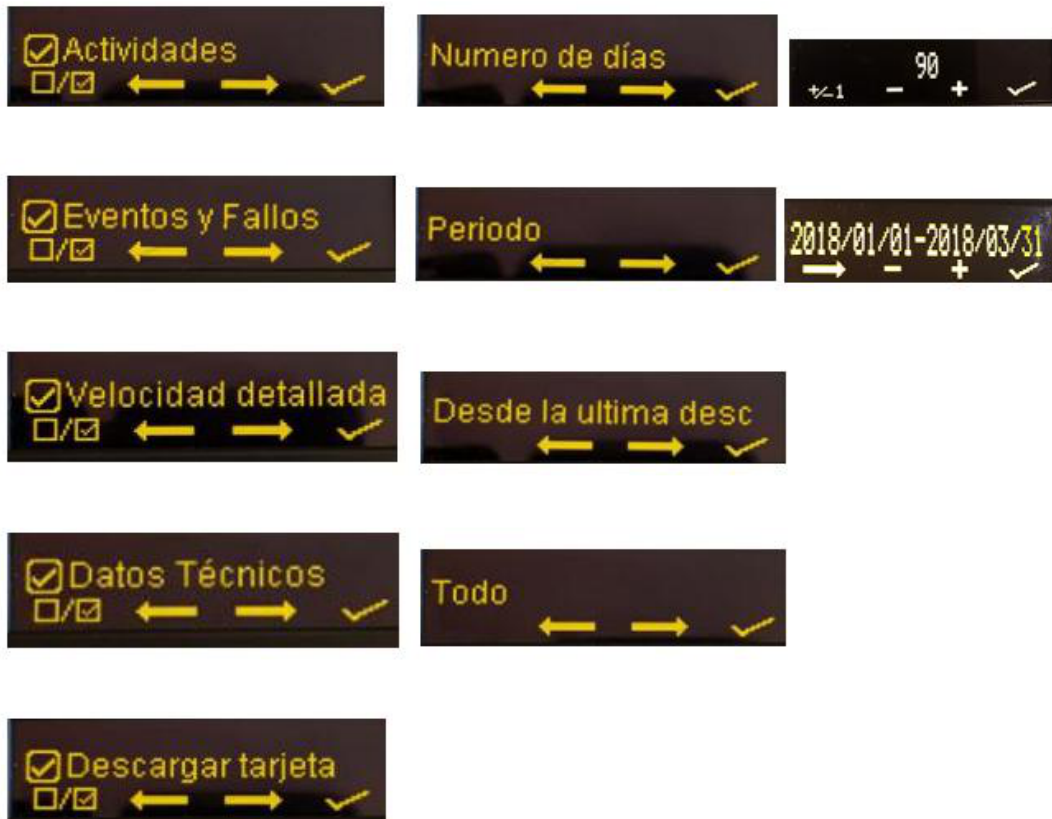 Actividades
Numero de días
90
+/-1 - +
Eventos y Fallos
Periodo
2018/01/01-2018/03/31
- +
Velocidad detallada
Desde la ultima desc
Datos Técnicos
Todo
Descargar tarjeta